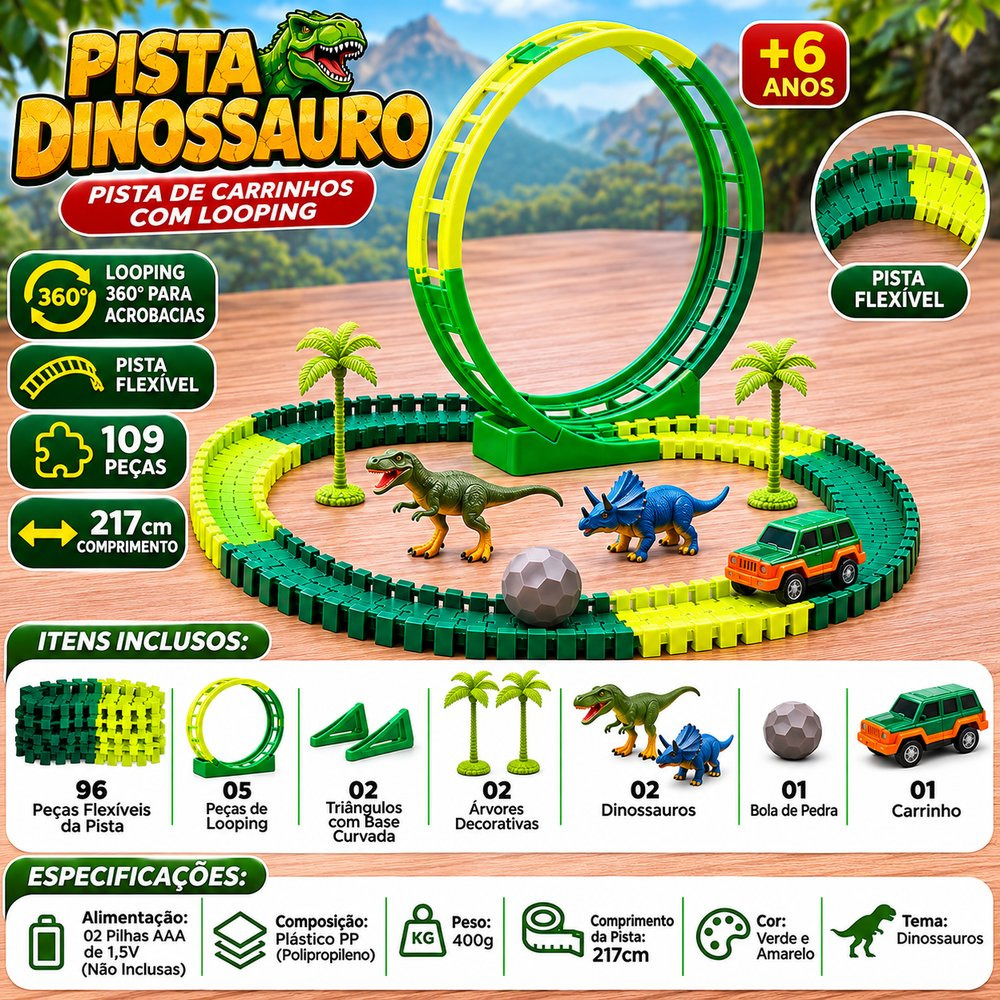 PISTA
DINOSSAURO
PISTA DE CARRINHOS
COM LOOPING
+6
ANOS
PISTA
FLEXÍVEL
360°
LOOPING
360° PARA
ACROBACIAS
PISTA
FLEXÍVEL
109
PEÇAS
217cm
COMPRIMENTO
ITENS INCLUSOS:
96
Peças Flexíveis
da Pista
05
Peças de
Looping
02
Triângulos
com Base
Curvada
02
Árvores
Decorativas
02
Dinossauros
01
Bola de Pedra
01
Carrinho
ESPECIFICAÇÕES:
Alimentação:
02 Pilhas AAA
de 1,5V
(Não Inclusas)
Composição:
Plástico PP
(Polipropileno)
KG
Peso:
400g
Comprimento
da Pista:
217cm
Cor:
Verde e
Amarelo
Tema:
Dinossauros